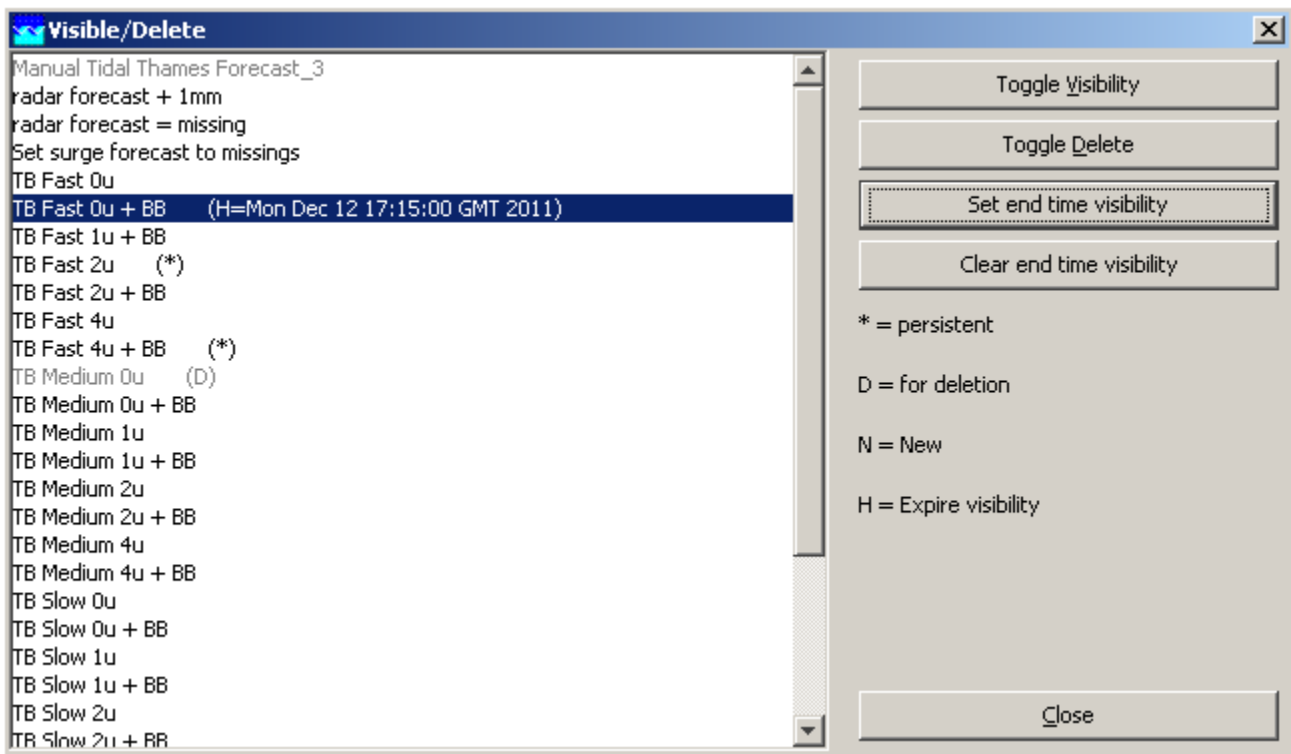 Visible/Delete
Manual Tidal Thames Forecast_3
radar forecast + 1mm
radar forecast = missing
Set surge forecast to missings
TB Fast 0u
TB Fast 0u + BB (H=Mon Dec 12 17:15:00 GMT 2011)
TB Fast 1u + BB
TB Fast 2u (*)
TB Fast 2u + BB
TB Fast 4u
TB Fast 4u + BB (*)
TB Medium 0u (D)
TB Medium 0u + BB
TB Medium 1u
TB Medium 1u + BB
TB Medium 2u
TB Medium 2u + BB
TB Medium 4u
TB Medium 4u + BB
TB Slow 0u
TB Slow 0u + BB
TB Slow 1u
TB Slow 1u + BB
TB Slow 2u
TB Slow 2u + BB
Toggle Visibility
Toggle Delete
Set end time visibility
Clear end time visibility
* = persistent
D = for deletion
N = New
H = Expire visibility
Close